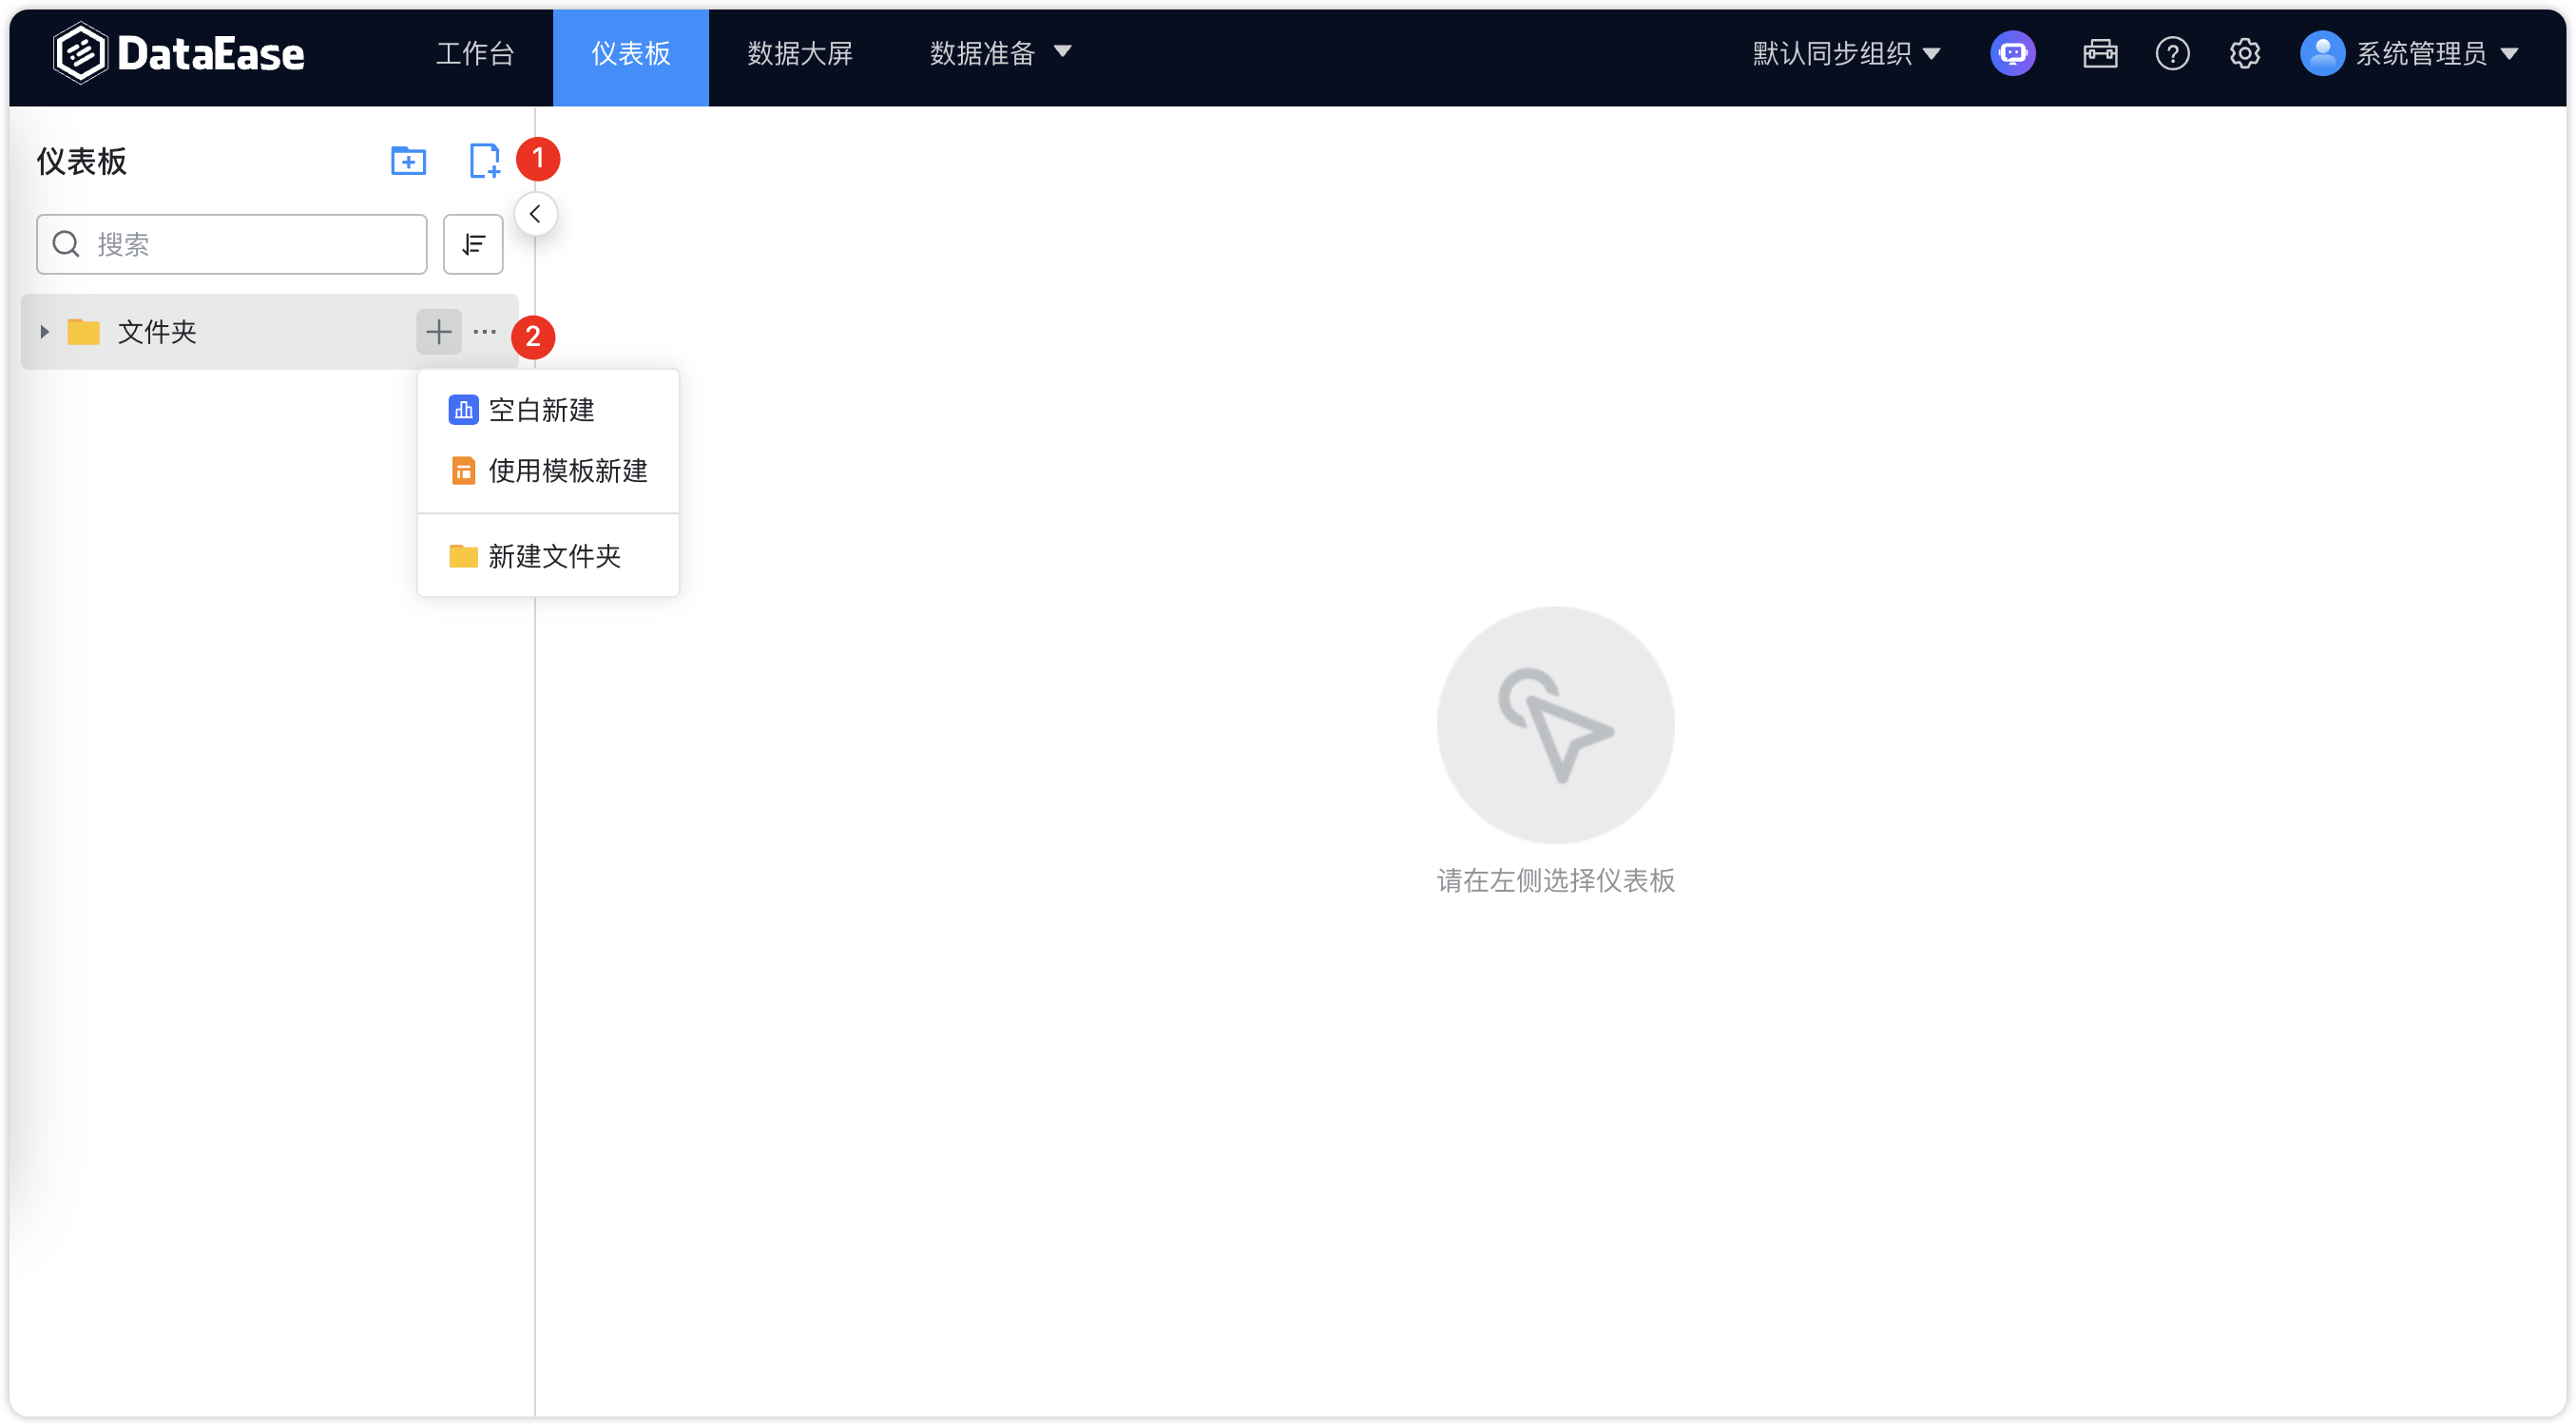 DataEase 工作台 仪表板 数据大屏 数据准备 默认同步组织 系统管理员
仪表板 1
搜索
文件夹 2
空白新建
使用模板新建
新建文件夹
请在左侧选择仪表板